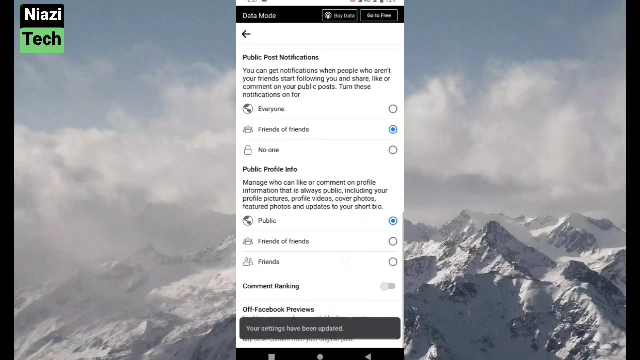 Niazi
Tech
Data Mode
Buy Data
Go to Free
Public Post Notifications
You can get notifications when people who aren't
your friends start following you and share, like or
comment on your public posts. Turn these
notifications on for
Everyone
Friends of friends
No one
Public Profile Info
Manage who can like or comment on profile
information that is always public, including your
profile pictures, profile videos, cover photos,
featured photos and updates to your short bio.
Public
Friends of friends
Friends
Comment Ranking
Off-Facebook Previews
Your settings have been updated.